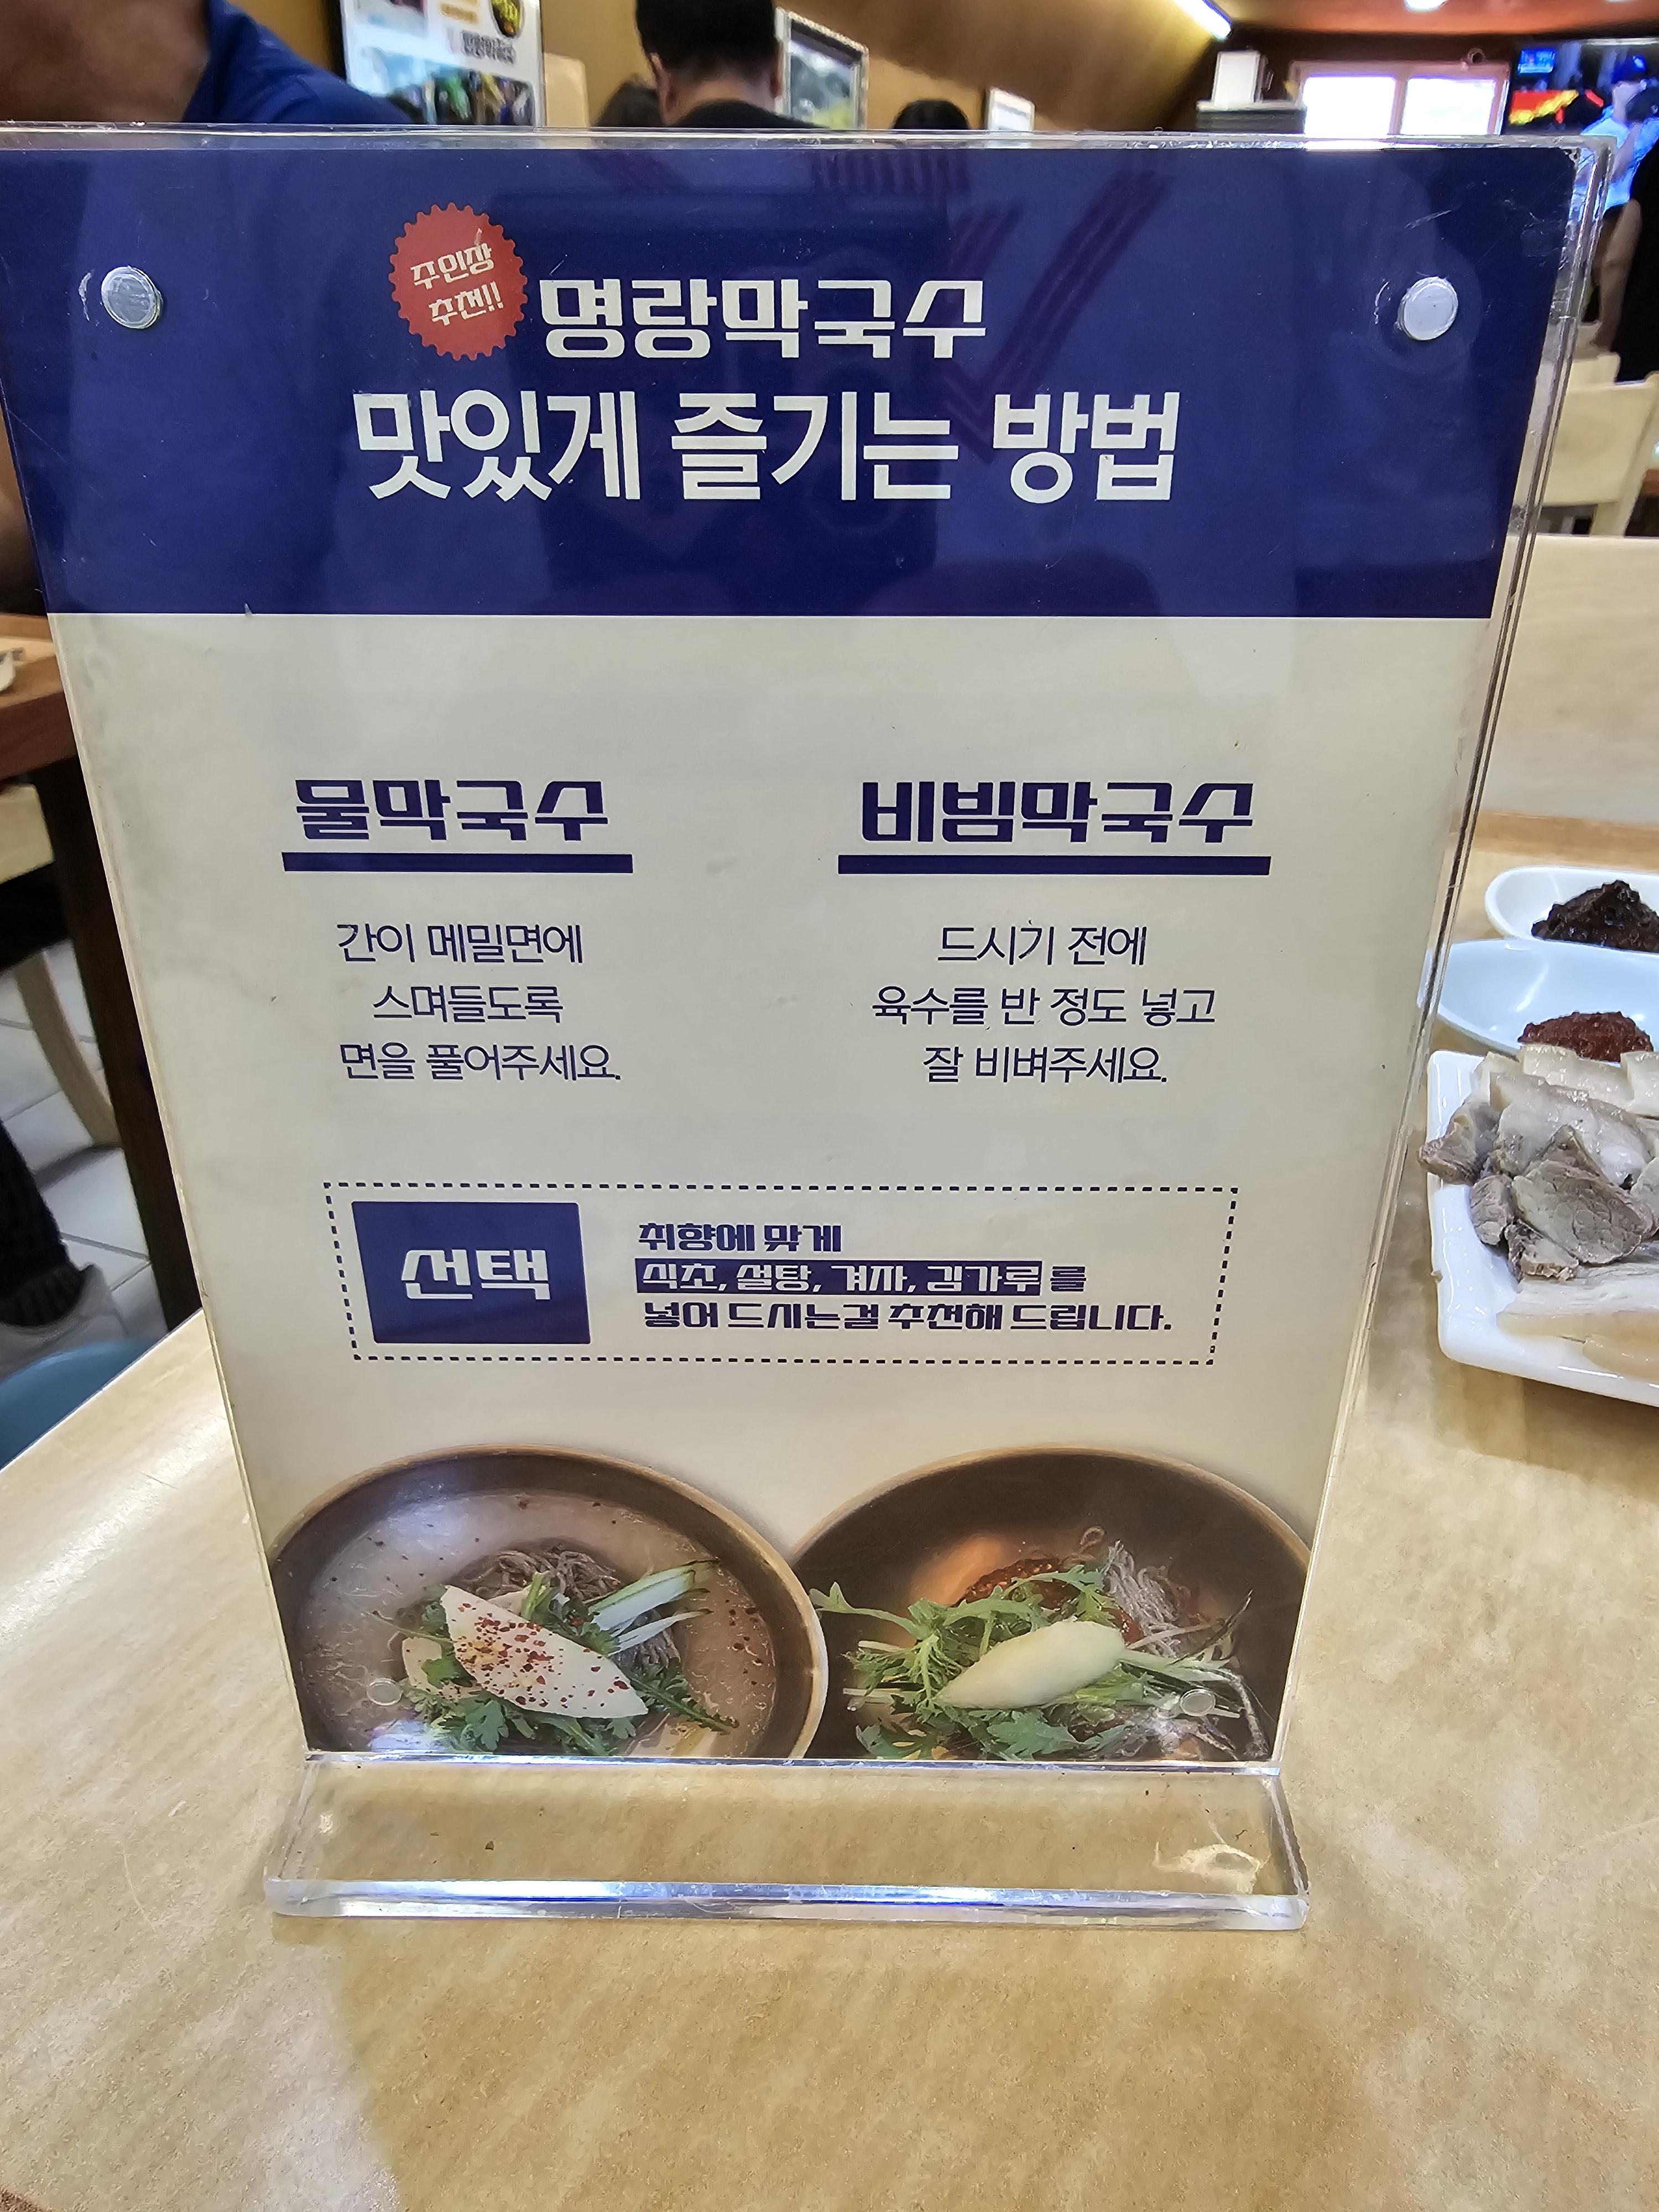 주인장
추천!!
명랑막국수
맛있게 즐기는 방법
물막국수
간이 메밀면에
스며들도록
면을 풀어주세요.
비빔막국수
드시기 전에
육수를 반 정도 넣고
잘 비벼주세요.
선택
취향에 맞게
식초, 설탕, 겨자, 김가루를
넣어 드시는걸 추천해 드립니다.